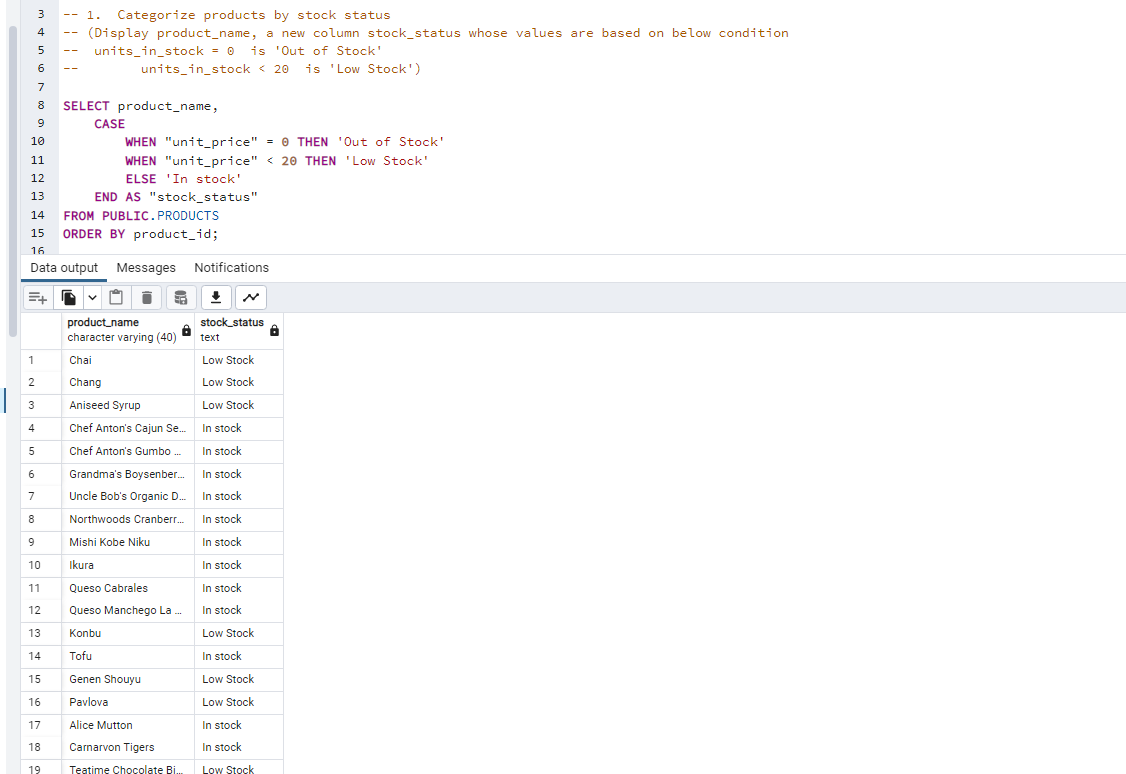 3 -- 1.  Categorize products by stock status
4 -- (Display product_name, a new column stock_status whose values are based on below condition
5 --  units_in_stock = 0  is 'Out of Stock'
6 --        units_in_stock < 20  is 'Low Stock')
7
8 SELECT product_name,
9     CASE
10         WHEN "unit_price" = 0 THEN 'Out of Stock'
11         WHEN "unit_price" < 20 THEN 'Low Stock'
12         ELSE 'In stock'
13     END AS "stock_status"
14 FROM PUBLIC.PRODUCTS
15 ORDER BY product_id;
16
Data output Messages Notifications
product_name stock_status
character varying (40) text
1 Chai Low Stock
2 Chang Low Stock
3 Aniseed Syrup Low Stock
4 Chef Anton's Cajun Se... In stock
5 Chef Anton's Gumbo ... In stock
6 Grandma's Boysenber... In stock
7 Uncle Bob's Organic D... In stock
8 Northwoods Cranberr... In stock
9 Mishi Kobe Niku In stock
10 Ikura In stock
11 Queso Cabrales In stock
12 Queso Manchego La ... In stock
13 Konbu Low Stock
14 Tofu In stock
15 Genen Shouyu Low Stock
16 Pavlova Low Stock
17 Alice Mutton In stock
18 Carnarvon Tigers In stock
19 Teatime Chocolate Bi... Low Stock